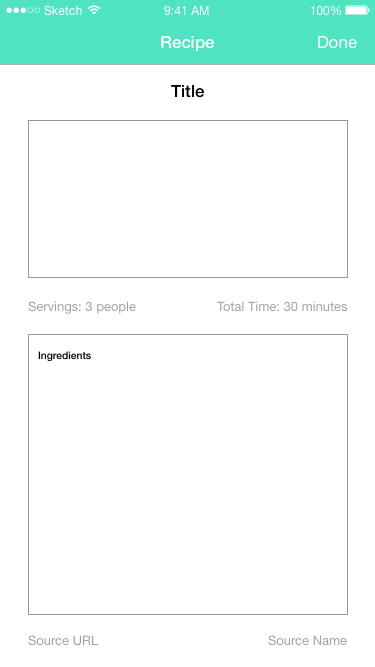 Sketch 9:41 AM 100%
Recipe Done
Title
Servings: 3 people Total Time: 30 minutes
Ingredients
Source URL Source Name